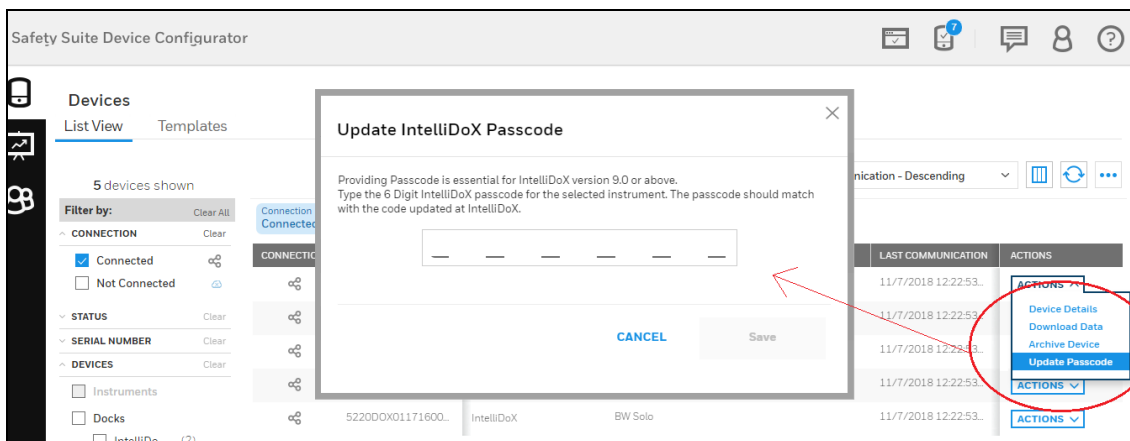 Safety Suite Device Configurator
7
Devices
List View Templates
5 devices shown
nication - Descending
Filter by: Clear All
CONNECTION Clear
Connected
Not Connected
STATUS Clear
SERIAL NUMBER Clear
DEVICES Clear
Instruments
Docks
(2)
Connection
Connected
CONNECTIO LAST COMMUNICATION ACTIONS
11/7/2018 12:22:53... ACTIONS
11/7/2018 12:22:53...
11/7/2018 12:22:53...
11/7/2018 12:22:53... ACTIONS
5220DOX01171600... IntelliDoX BW Solo 11/7/2018 12:22:53... ACTIONS
Device Details
Download Data
Archive Device
Update Passcode
Update IntelliDoX Passcode
Providing Passcode is essential for IntelliDoX version 9.0 or above.
Type the 6 Digit IntelliDoX passcode for the selected instrument. The passcode should match
with the code updated at IntelliDoX.
CANCEL Save